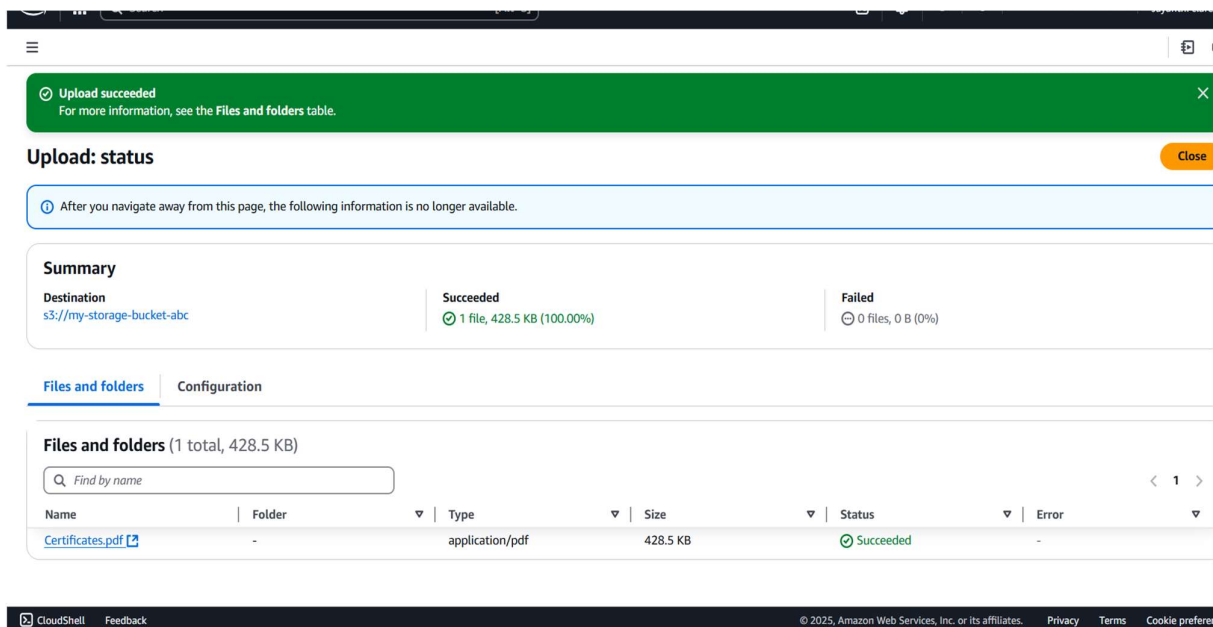 Upload succeeded
For more information, see the Files and folders table.
Upload: status
Close
After you navigate away from this page, the following information is no longer available.
Summary
Destination Succeeded Failed
s3://my-storage-bucket-abc 1 file, 428.5 KB (100.00%) 0 files, 0 B (0%)
Files and folders Configuration
Files and folders (1 total, 428.5 KB)
Find by name 1
Name Folder Type Size Status Error
Certificates.pdf - application/pdf 428.5 KB Succeeded -
CloudShell Feedback © 2025, Amazon Web Services, Inc. or its affiliates. Privacy Terms Cookie prefere